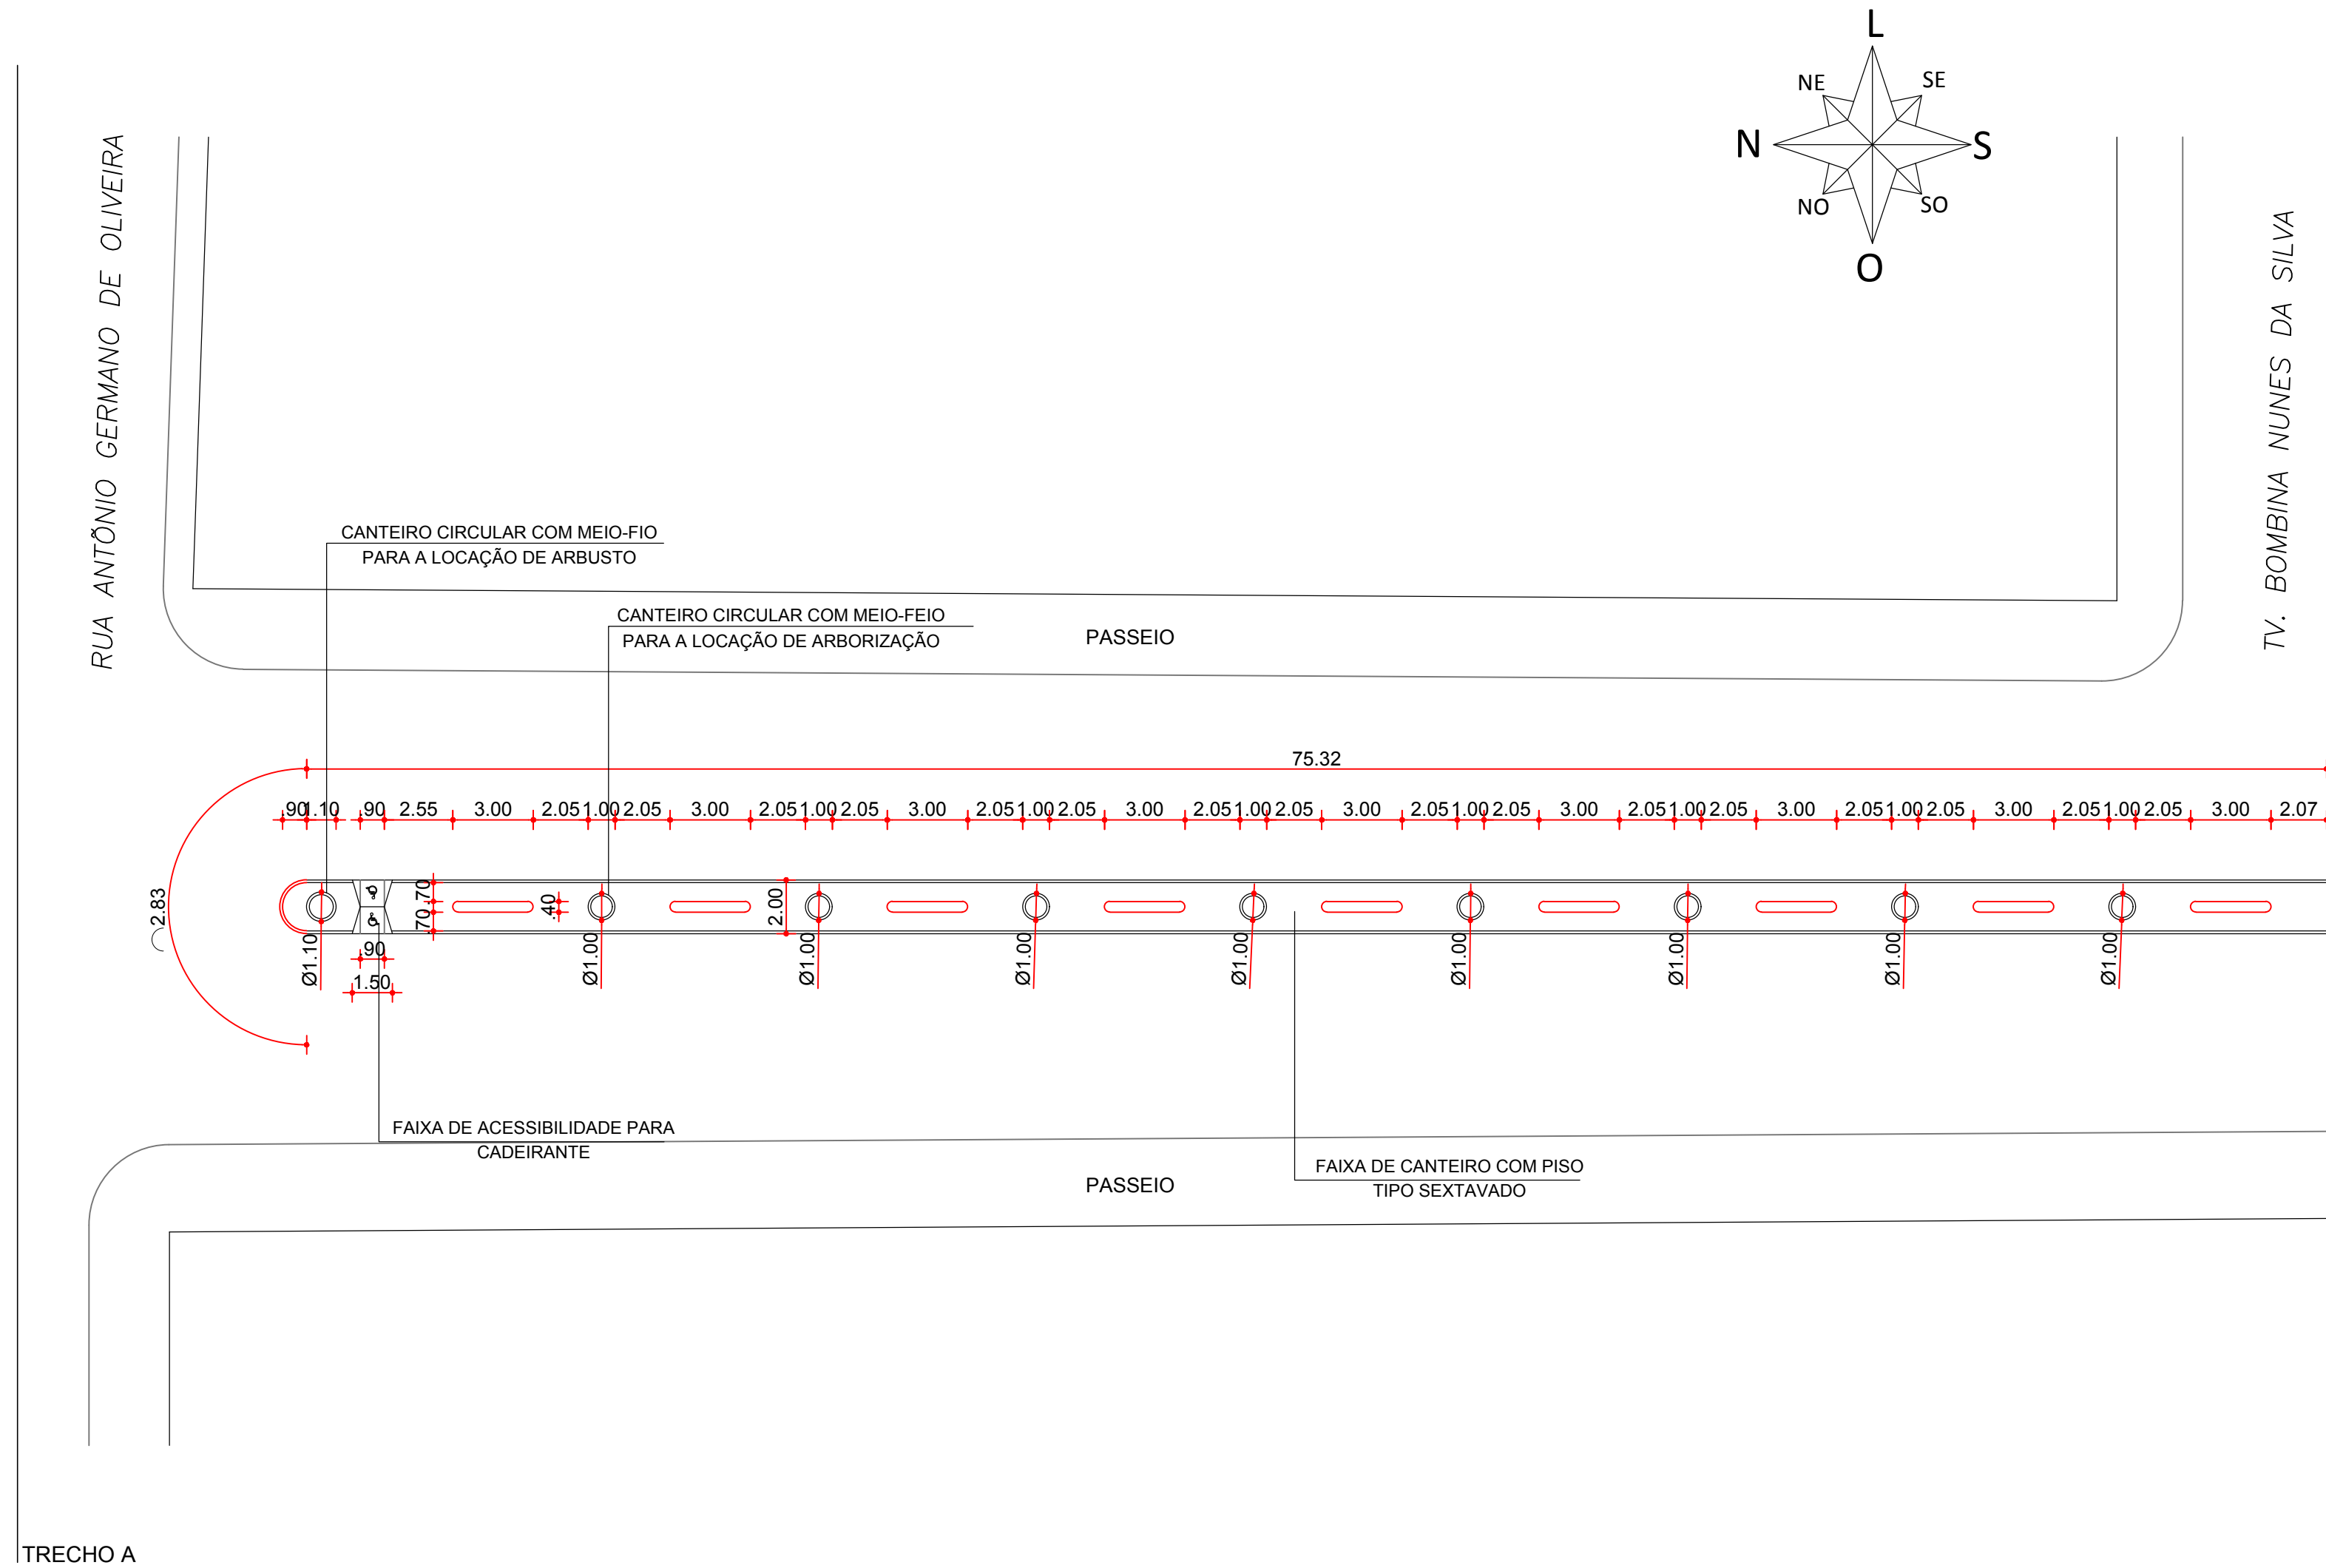 L
NE
SE
N
S
NO
SO
O
RUA ANTÔNIO GERMANO DE OLIVEIRA
TV. BOMBINA NUNES DA SILVA
CANTEIRO CIRCULAR COM MEIO-FIO
PARA A LOCAÇÃO DE ARBUSTO
CANTEIRO CIRCULAR COM MEIO-FEIO
PARA A LOCAÇÃO DE ARBORIZAÇÃO
PASSEIO
75.32
.90 1.10 .90 2.55 3.00 2.05 1.00 2.05 3.00 2.05 1.00 2.05 3.00 2.05 1.00 2.05 3.00 2.05 1.00 2.05 3.00 2.05 1.00 2.05 3.00 2.05 1.00 2.05 3.00 2.05 1.00 2.05 3.00 2.05 1.00 2.05 3.00 2.07
2.83
.70 .70
.40
2.00
Ø1.10
.90
1.50
Ø1.00 Ø1.00 Ø1.00 Ø1.00 Ø1.00 Ø1.00 Ø1.00 Ø1.00
FAIXA DE ACESSIBILIDADE PARA
CADEIRANTE
PASSEIO
FAIXA DE CANTEIRO COM PISO
TIPO SEXTAVADO
TRECHO A